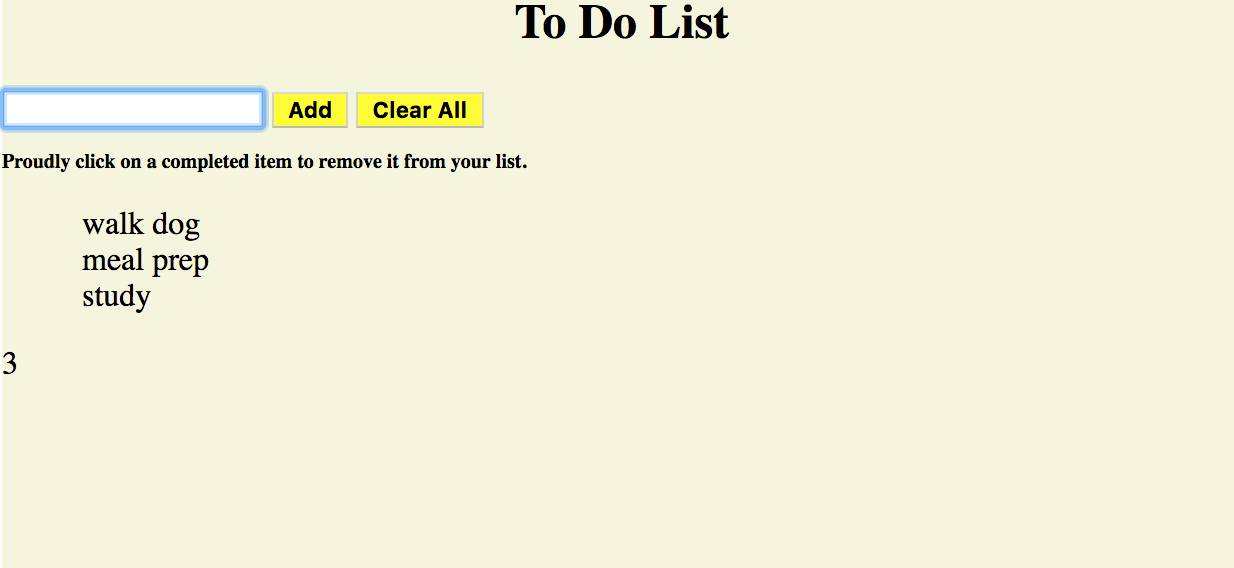 To Do List
Add Clear All
Proudly click on a completed item to remove it from your list.
walk dog
meal prep
study
3